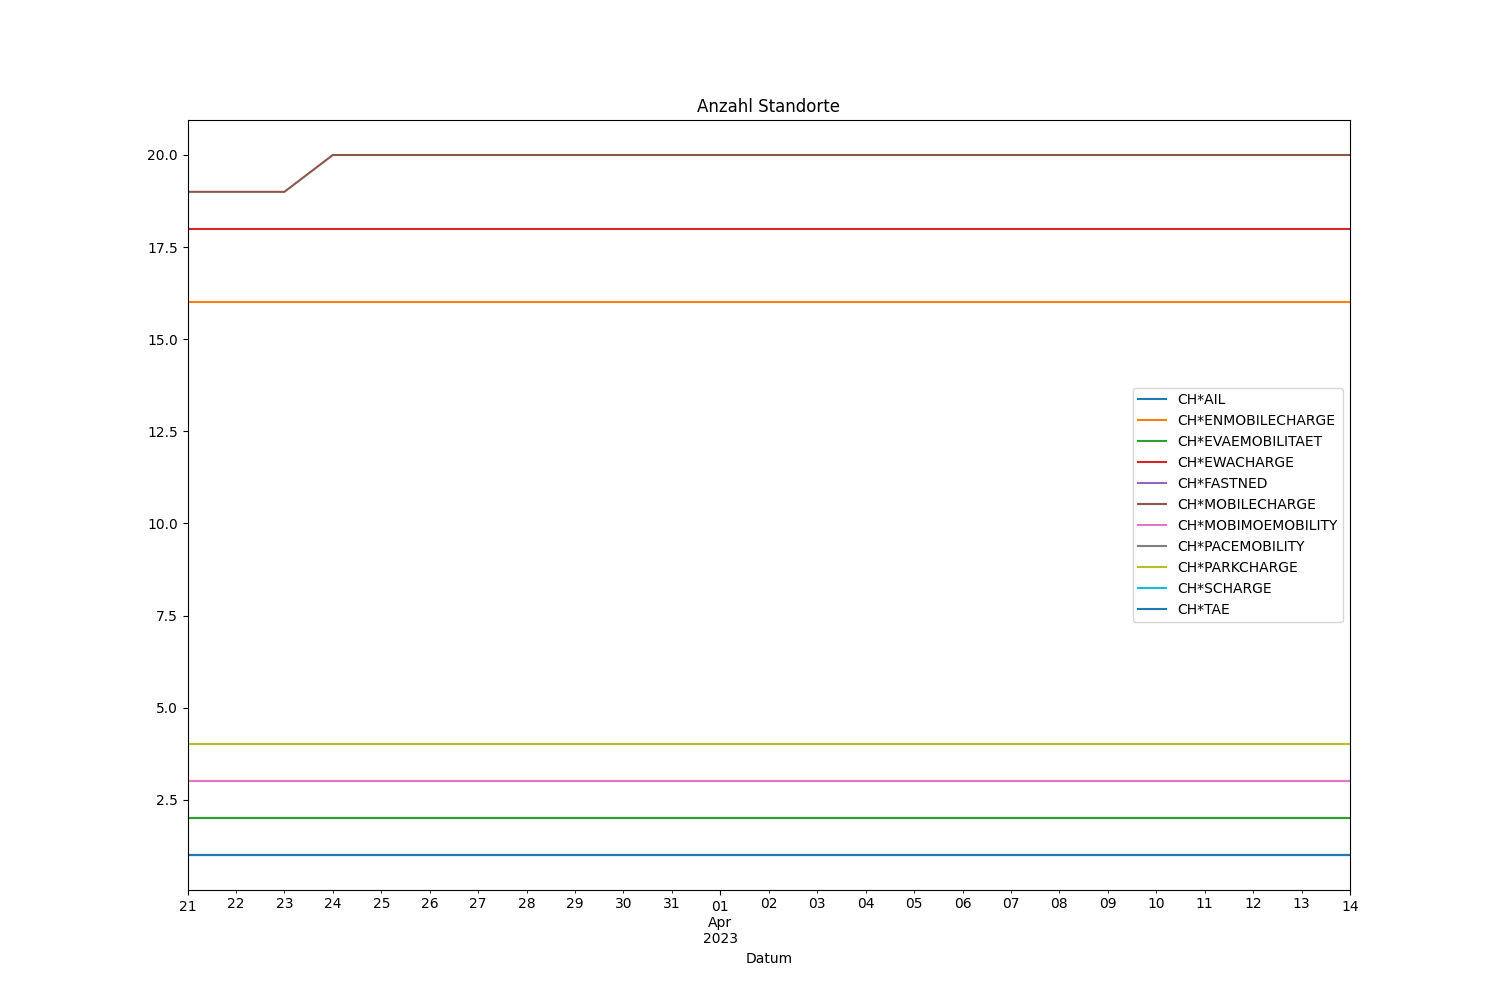 Anzahl Standorte
20.0
17.5
15.0
12.5
10.0
7.5
5.0
2.5
CH*AIL
CH*ENMOBILECHARGE
CH*EVAEMOBILITAET
CH*EWACHARGE
CH*FASTNED
CH*MOBILECHARGE
CH*MOBIMOEMOBILITY
CH*PACEMOBILITY
CH*PARKCHARGE
CH*SCHARGE
CH*TAE
21 22 23 24 25 26 27 28 29 30 31 01 02 03 04 05 06 07 08 09 10 11 12 13 14
Apr
2023
Datum